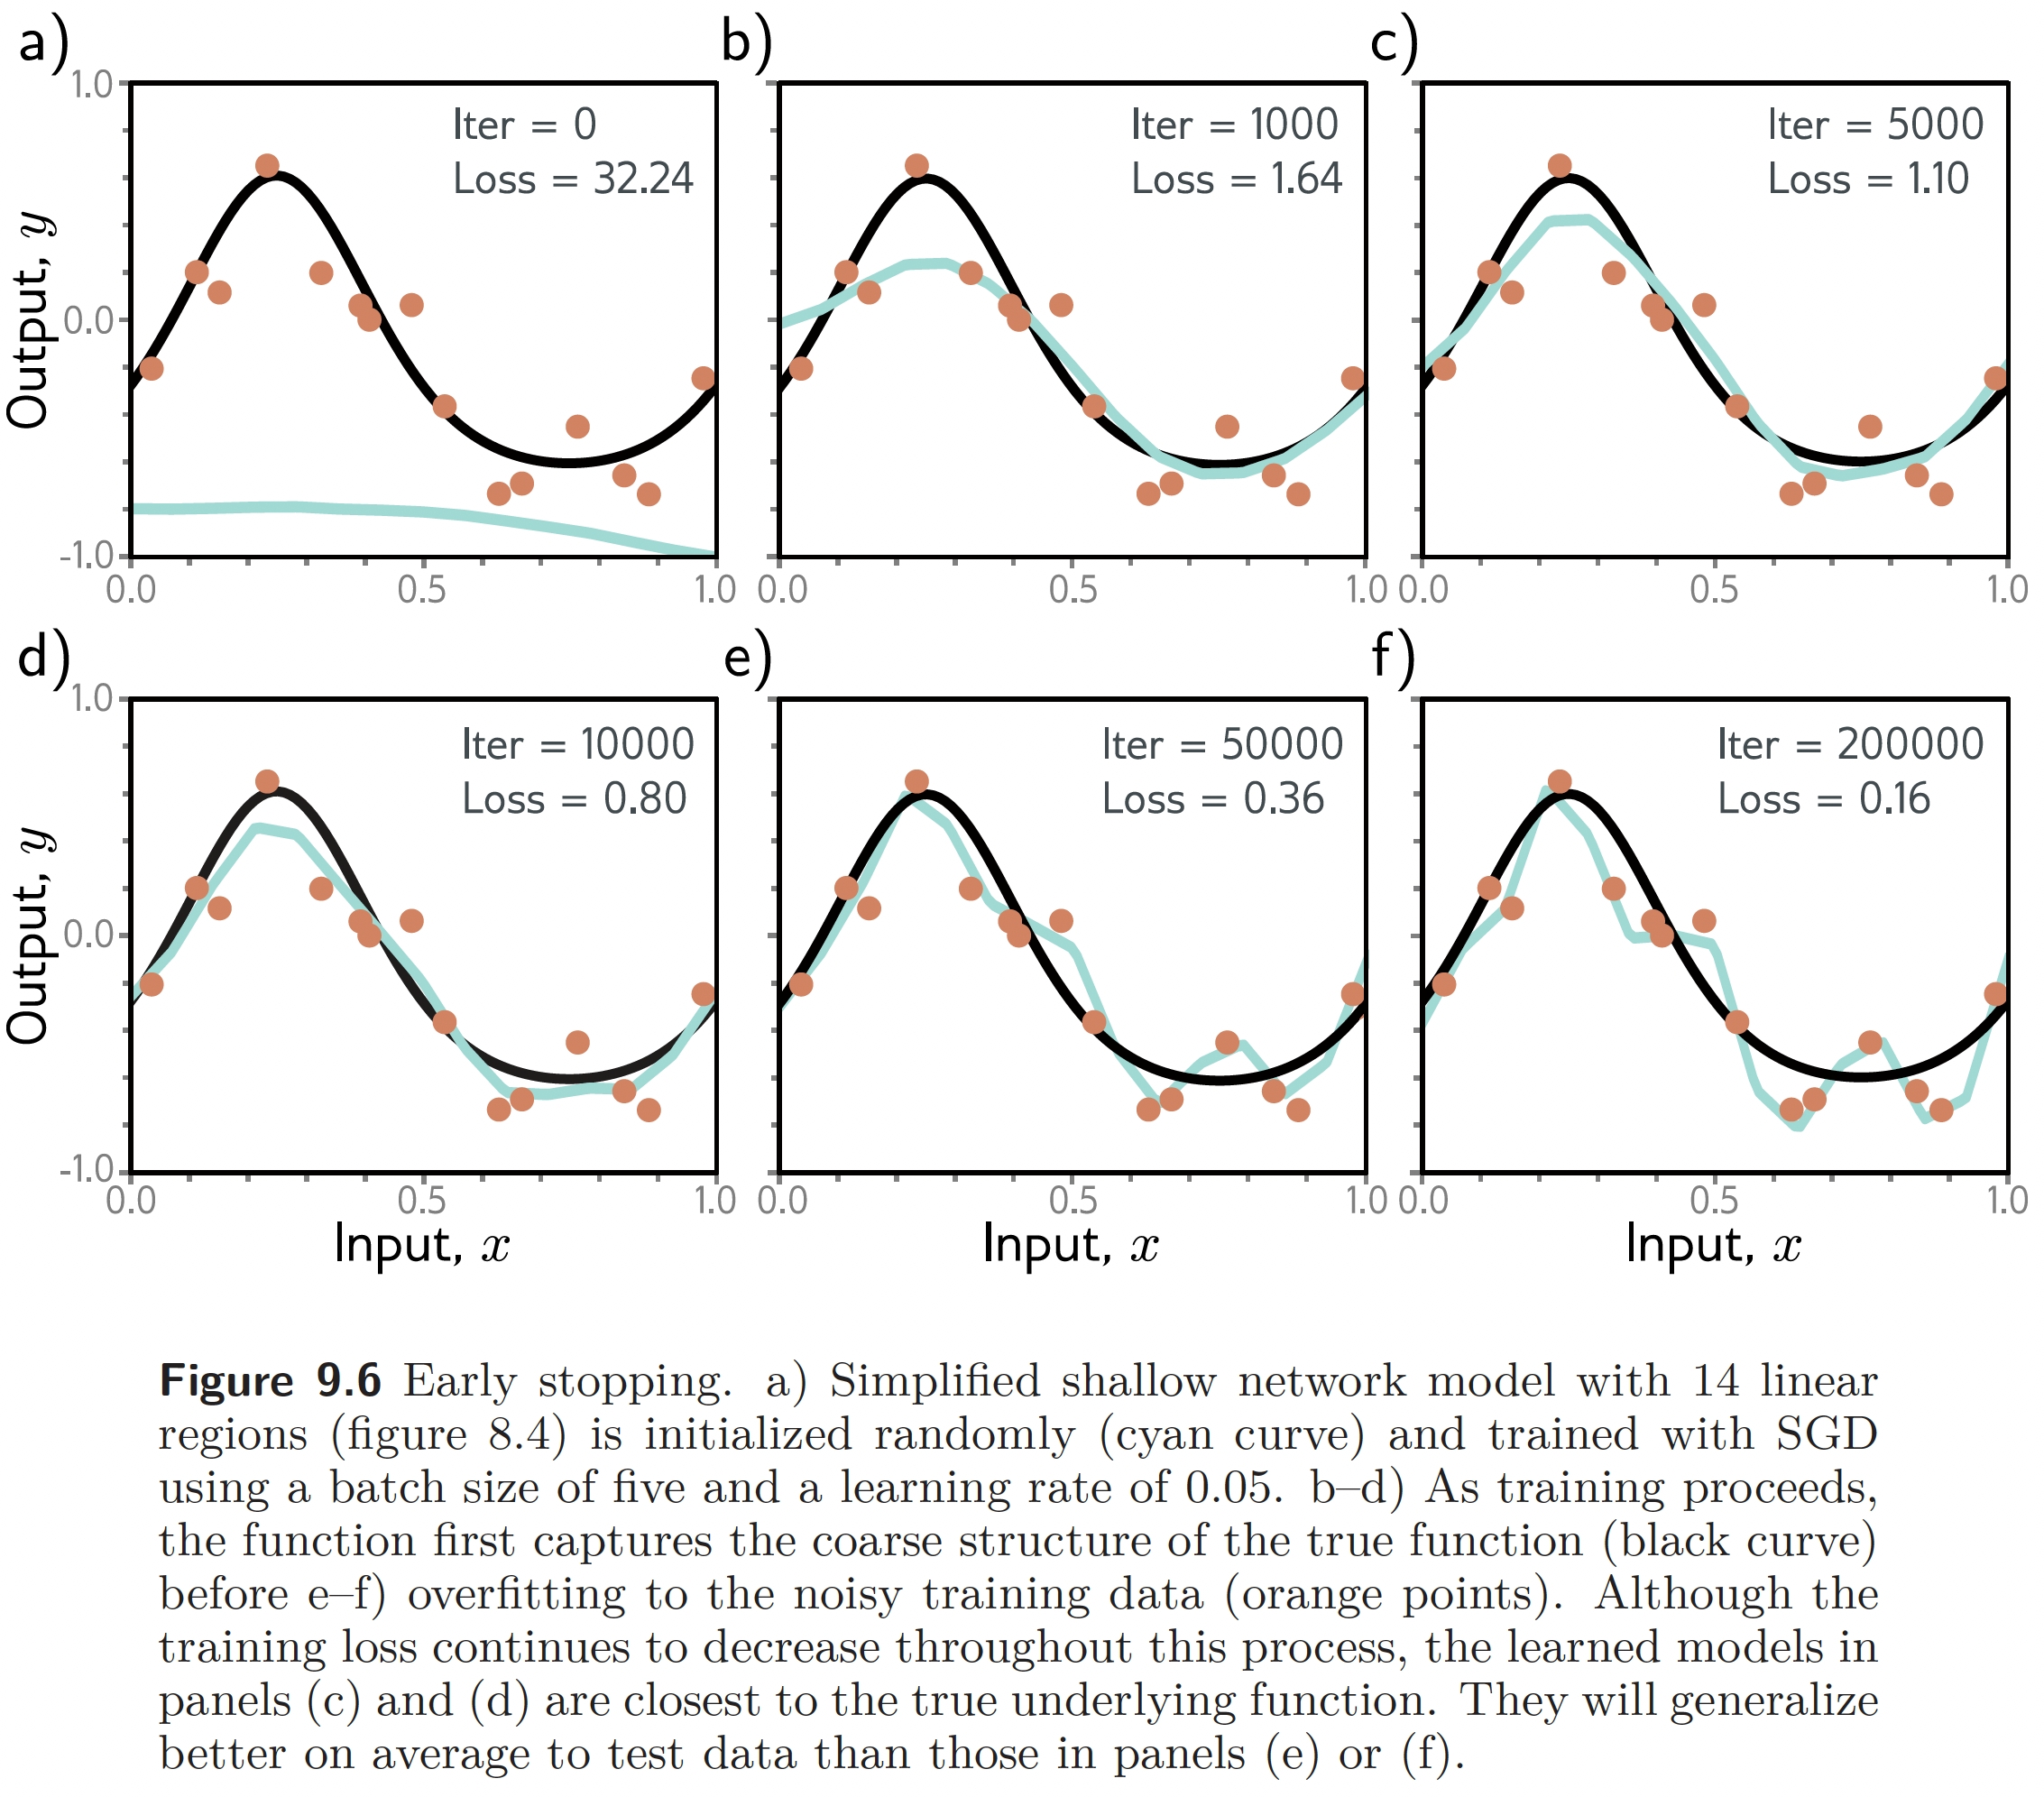 a)
b)
c)
1.0
0.0
-1.0
Output, y
Iter = 0
Loss = 32.24
Iter = 1000
Loss = 1.64
Iter = 5000
Loss = 1.10
0.0 0.5 1.0 0.0 0.5 1.0 0.0 0.5 1.0
d)
e)
f)
1.0
0.0
-1.0
Output, y
Iter = 10000
Loss = 0.80
Iter = 50000
Loss = 0.36
Iter = 200000
Loss = 0.16
0.0 0.5 1.0 0.0 0.5 1.0 0.0 0.5 1.0
Input, x
Input, x
Input, x
Figure 9.6 Early stopping. a) Simplified shallow network model with 14 linear
regions (figure 8.4) is initialized randomly (cyan curve) and trained with SGD
using a batch size of five and a learning rate of 0.05. b–d) As training proceeds,
the function first captures the coarse structure of the true function (black curve)
before e–f) overfitting to the noisy training data (orange points). Although the
training loss continues to decrease throughout this process, the learned models in
panels (c) and (d) are closest to the true underlying function. They will generalize
better on average to test data than those in panels (e) or (f).